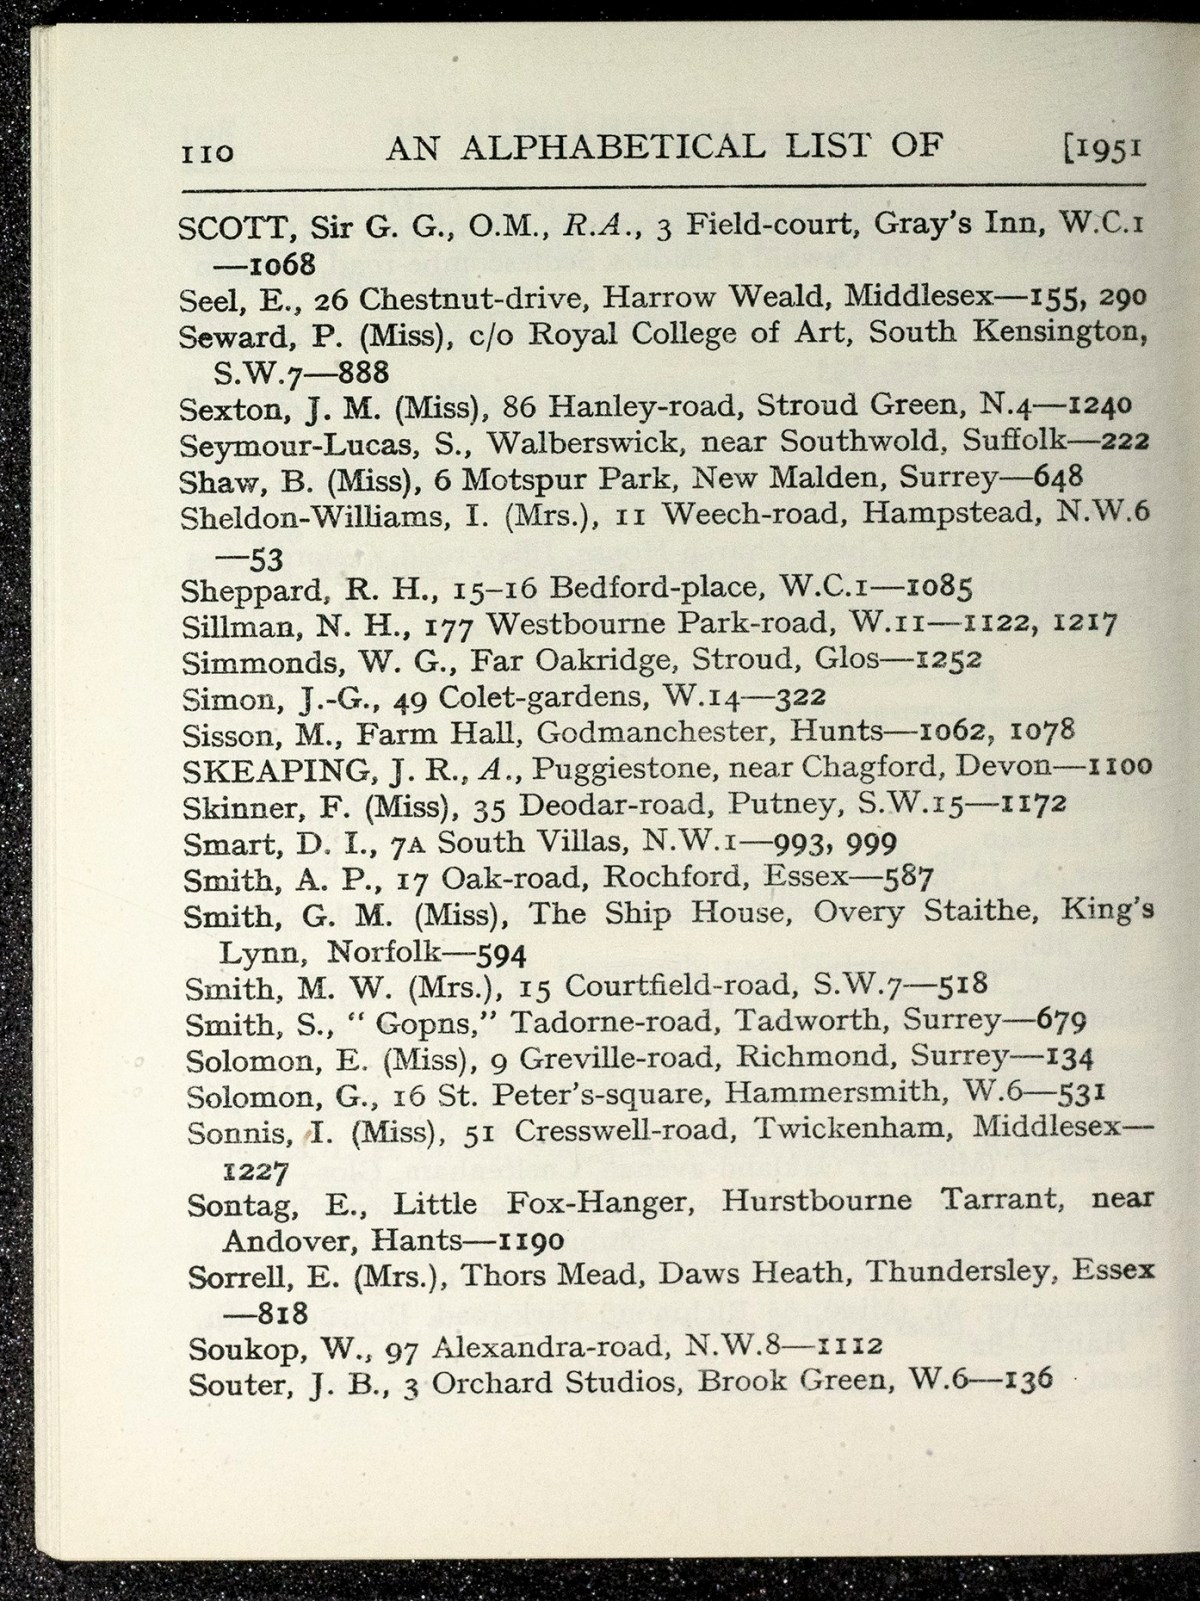 110 AN ALPHABETICAL LIST OF [1951
SCOTT, Sir G. G., O.M., R.A., 3 Field-court, Gray's Inn, W.C.1
—1068
Seel, E., 26 Chestnut-drive, Harrow Weald, Middlesex—155, 290
Seward, P. (Miss), c/o Royal College of Art, South Kensington,
S.W.7—888
Sexton, J. M. (Miss), 86 Hanley-road, Stroud Green, N.4—1240
Seymour-Lucas, S., Walberswick, near Southwold, Suffolk—222
Shaw, B. (Miss), 6 Motspur Park, New Malden, Surrey—648
Sheldon-Williams, I. (Mrs.), 11 Weech-road, Hampstead, N.W.6
—53
Sheppard, R. H., 15–16 Bedford-place, W.C.1—1085
Sillman, N. H., 177 Westbourne Park-road, W.11—1122, 1217
Simmonds, W. G., Far Oakridge, Stroud, Glos—1252
Simon, J.-G., 49 Colet-gardens, W.14—322
Sisson, M., Farm Hall, Godmanchester, Hunts—1062, 1078
SKEAPING, J. R., A., Puggiestone, near Chagford, Devon—1100
Skinner, F. (Miss), 35 Deodar-road, Putney, S.W.15—1172
Smart, D. I., 7A South Villas, N.W.1—993, 999
Smith, A. P., 17 Oak-road, Rochford, Essex—587
Smith, G. M. (Miss), The Ship House, Overy Staithe, King's
Lynn, Norfolk—594
Smith, M. W. (Mrs.), 15 Courtfield-road, S.W.7—518
Smith, S., “ Gopns,” Tadorne-road, Tadworth, Surrey—679
Solomon, E. (Miss), 9 Greville-road, Richmond, Surrey—134
Solomon, G., 16 St. Peter's-square, Hammersmith, W.6—531
Sonnis, I. (Miss), 51 Cresswell-road, Twickenham, Middlesex—
1227
Sontag, E., Little Fox-Hanger, Hurstbourne Tarrant, near
Andover, Hants—1190
Sorrell, E. (Mrs.), Thors Mead, Daws Heath, Thundersley, Essex
—818
Soukop, W., 97 Alexandra-road, N.W.8—1112
Souter, J. B., 3 Orchard Studios, Brook Green, W.6—136